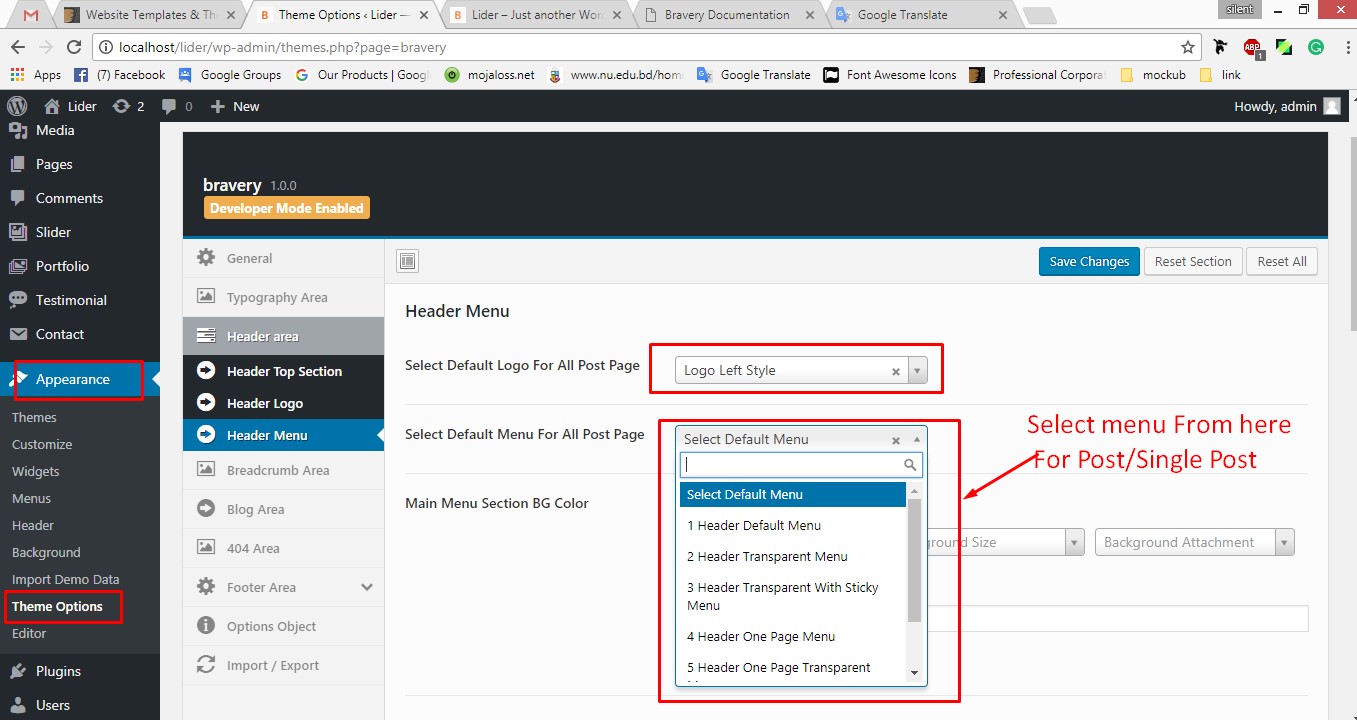 Website Templates & Th
Theme Options ‹ Lider —
Lider – Just another Wor
Bravery Documentation
Google Translate
silent
localhost/lider/wp-admin/themes.php?page=bravery
ABP
1
Apps
(7) Facebook
Google Groups
Our Products | Googl
mojaloss.net
www.nu.edu.bd/hom
Google Translate
Font Awesome Icons
Professional Corpora
mockub
link
Lider
2
0
New
Howdy, admin
Media
Pages
Comments
Slider
Portfolio
Testimonial
Contact
Appearance
Themes
Customize
Widgets
Menus
Header
Background
Import Demo Data
Theme Options
Editor
Plugins
Users
bravery 1.0.0
Developer Mode Enabled
General
Typography Area
Header area
Header Top Section
Header Logo
Header Menu
Breadcrumb Area
Blog Area
404 Area
Footer Area
Options Object
Import / Export
Save Changes
Reset Section
Reset All
Header Menu
Select Default Logo For All Post Page
Logo Left Style
Select Default Menu For All Post Page
Select Default Menu
Select Default Menu
1 Header Default Menu
2 Header Transparent Menu
3 Header Transparent With Sticky
Menu
4 Header One Page Menu
5 Header One Page Transparent
Main Menu Section BG Color
Size
Background Attachment
Select menu From here
For Post/Single Post